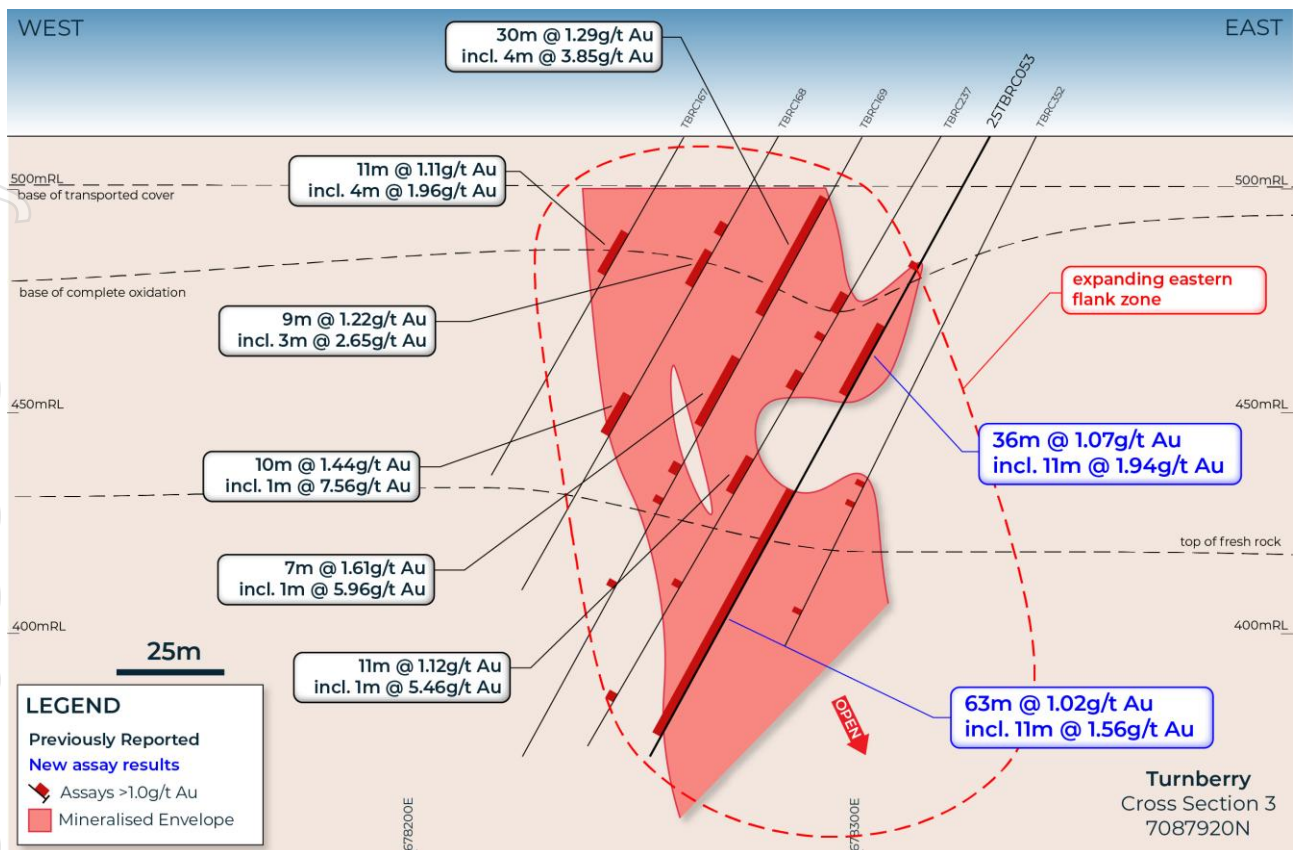 WEST
EAST
30m @ 1.29g/t Au
incl. 4m @ 3.85g/t Au
TBRC167
TBRC168
TBRC169
TBRC237
25TBRC053
TBRC352
11m @ 1.11g/t Au
incl. 4m @ 1.96g/t Au
500mRL
500mRL
base of transported cover
base of complete oxidation
expanding eastern
flank zone
9m @ 1.22g/t Au
incl. 3m @ 2.65g/t Au
450mRL
450mRL
36m @ 1.07g/t Au
incl. 11m @ 1.94g/t Au
10m @ 1.44g/t Au
incl. 1m @ 7.56g/t Au
top of fresh rock
7m @ 1.61g/t Au
incl. 1m @ 5.96g/t Au
400mRL
400mRL
25m
11m @ 1.12g/t Au
incl. 1m @ 5.46g/t Au
63m @ 1.02g/t Au
incl. 11m @ 1.56g/t Au
OPEN
LEGEND
Previously Reported
New assay results
Assays >1.0g/t Au
Mineralised Envelope
678200E
678300E
Turnberry
Cross Section 3
7087920N